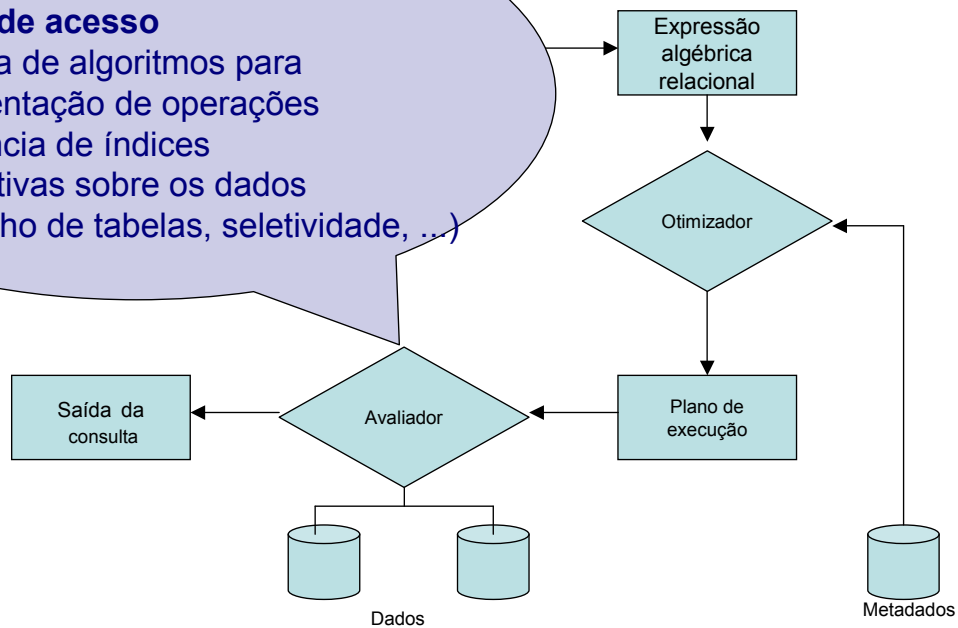 de acesso
a de algoritmos para
entação de operações
cia de índices
tivas sobre os dados
ho de tabelas, seletividade, ...)
Expressão
algébrica
relacional
Otimizador
Saída da
consulta
Avaliador
Plano de
execução
Dados
Metadados